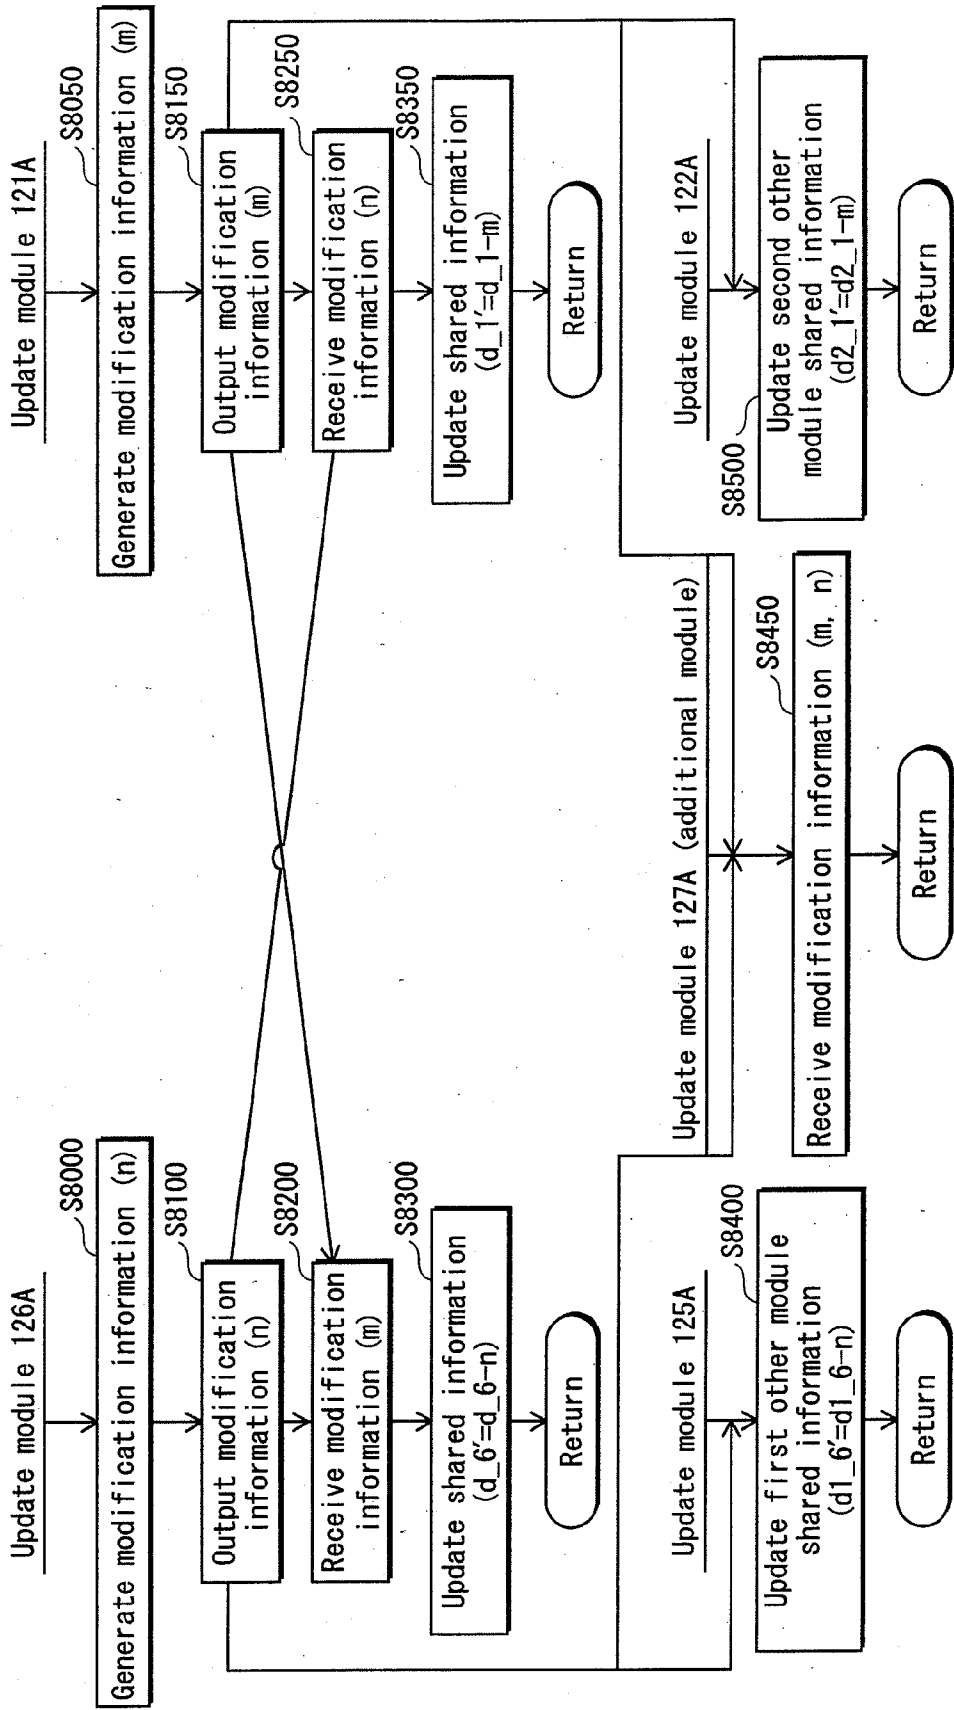 Update module 126A
S8000
Generate modification information (n)
S8100
Output modification
information (n)
S8200
Receive modification
information (m)
S8300
Update shared information
(d_6′=d_6-n)
Return
Update module 121A
S8050
Generate modification information (m)
S8150
Output modification
information (m)
S8250
Receive modification
information (n)
S8350
Update shared information
(d_1′=d_1-m)
Return
Update module 125A
S8400
Update first other module
shared information
(d1_6′=d1_6-n)
Return
Update module 127A (additional module)
S8450
Receive modification information (m, n)
Return
Update module 122A
S8500
Update second other
module shared information
(d2_1′=d2_1-m)
Return